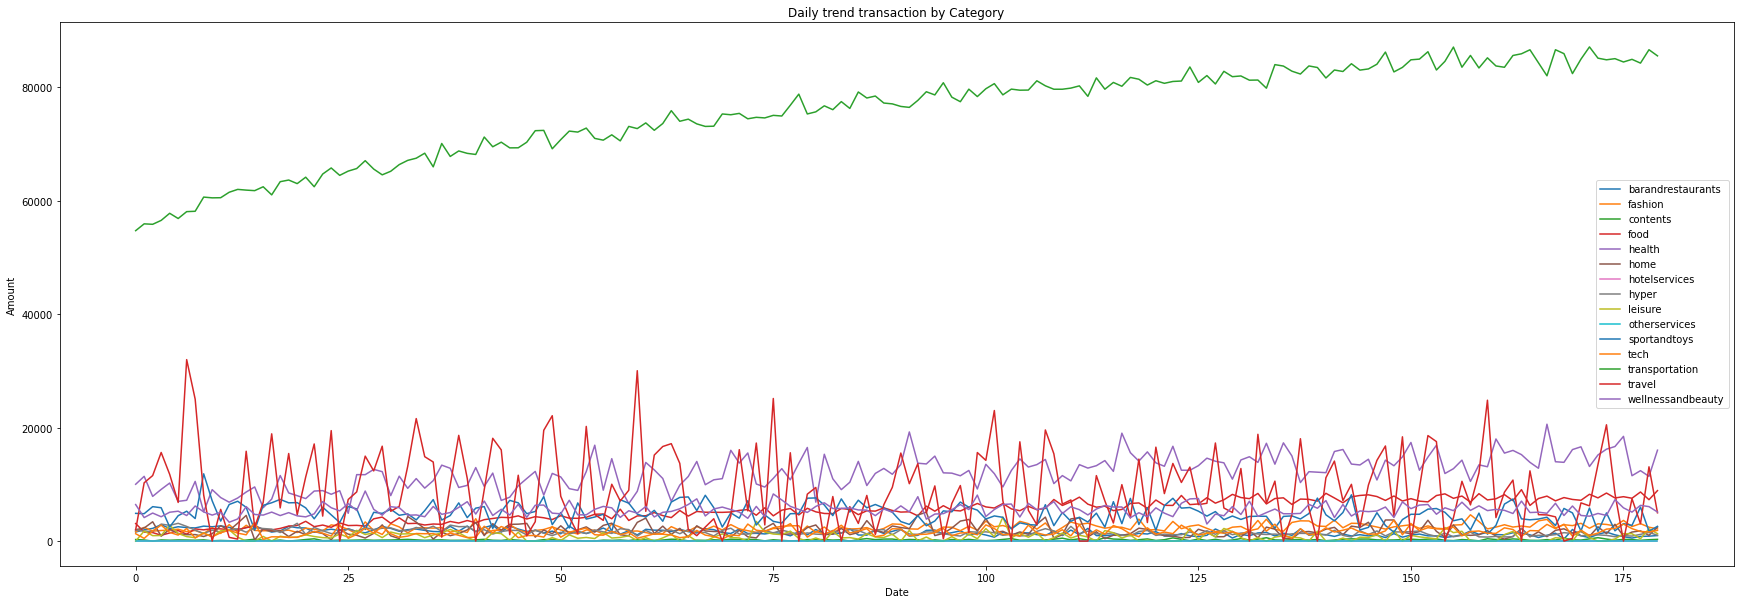 Daily trend transaction by Category
80000
60000
40000
20000
0
Amount
0 25 50 75 100 125 150 175
Date
barandrestaurants
fashion
contents
food
health
home
hotelservices
hyper
leisure
otherservices
sportandtoys
tech
transportation
travel
wellnessandbeauty